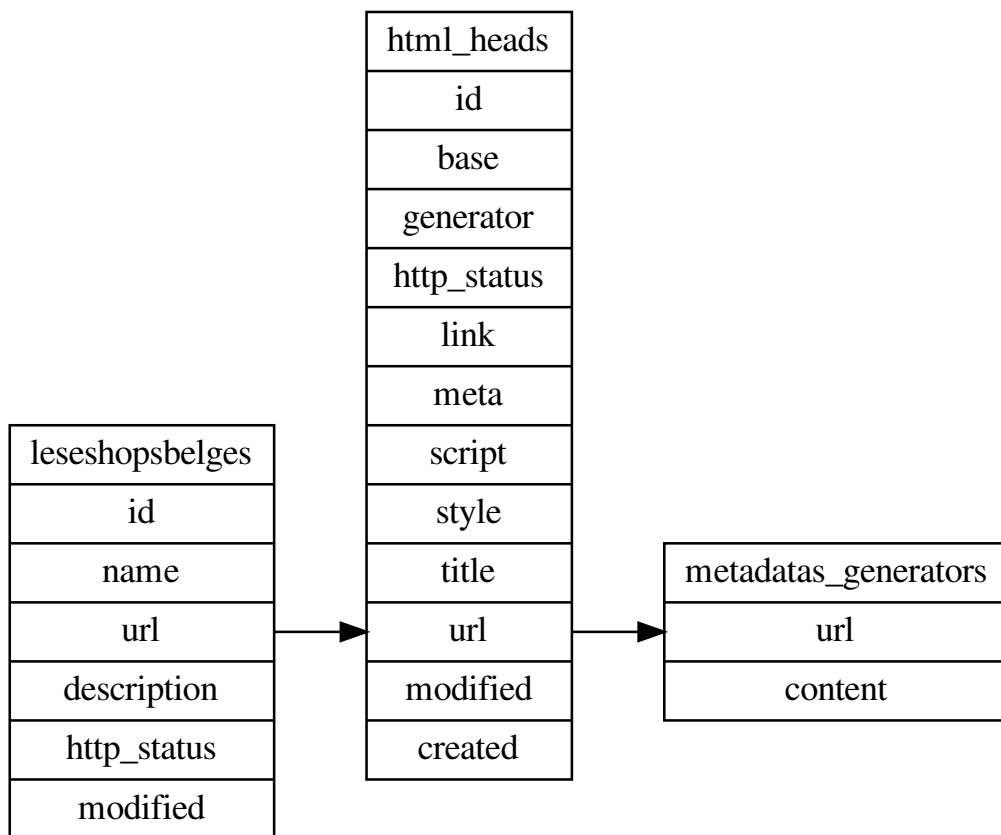 leseshopsbelges
id
name
url
description
http_status
modified
html_heads
id
base
generator
http_status
link
meta
script
style
title
url
modified
created
metadatas_generators
url
content